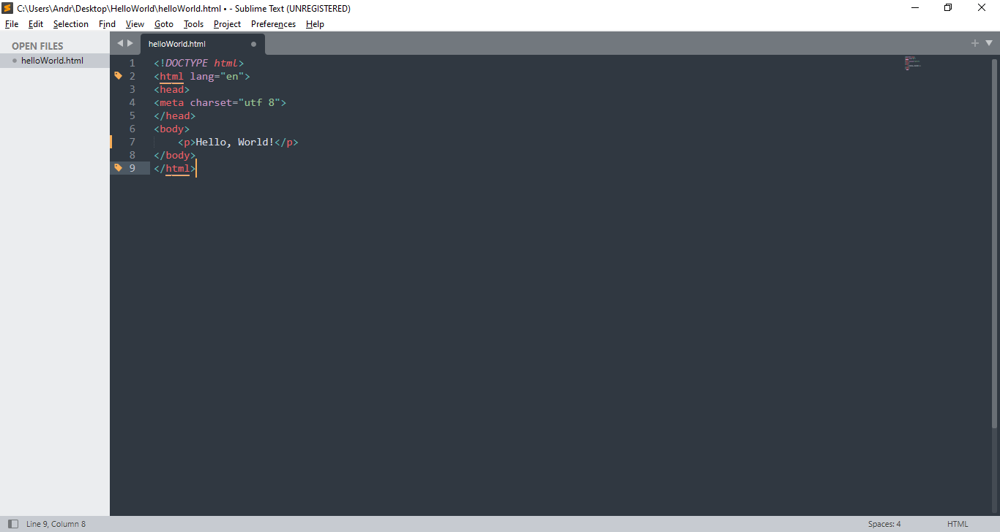 C:\Users\Andr\Desktop\HelloWorld\helloWorld.html • - Sublime Text (UNREGISTERED)
File Edit Selection Find View Goto Tools Project Preferences Help
OPEN FILES
helloWorld.html
helloWorld.html
1 <!DOCTYPE html>
2 <html lang="en">
3 <head>
4 <meta charset="utf 8">
5 </head>
6 <body>
7     <p>Hello, World!</p>
8 </body>
9 </html>
Line 9, Column 8
Spaces: 4
HTML